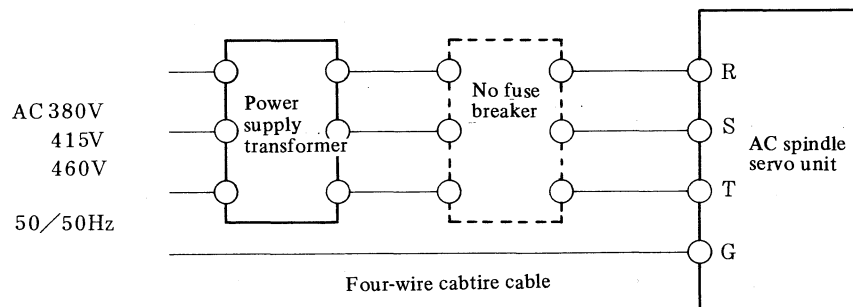 AC 380V
415V
460V
50/50Hz
Power
supply
transformer
No fuse
breaker
R
S
T
G
AC spindle
servo unit
Four-wire cabtire cable